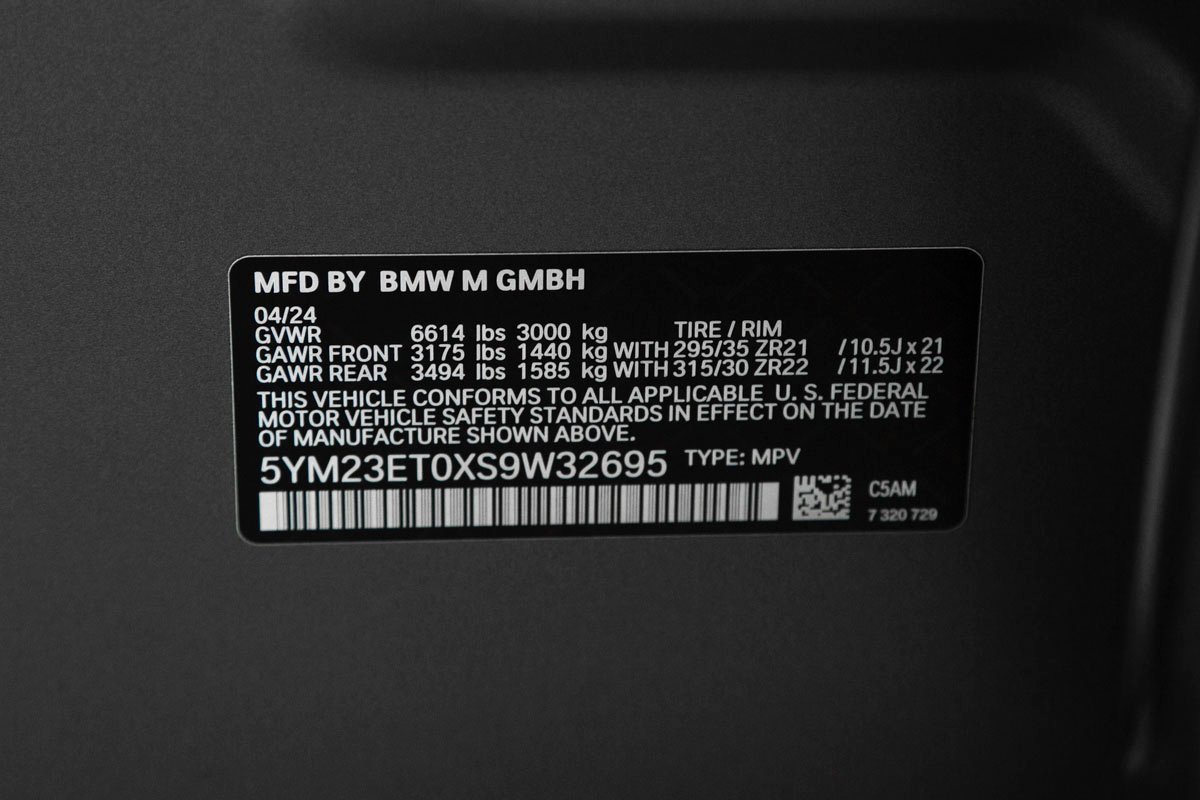 MFD BY BMW M GMBH
04/24
GVWR 6614 lbs 3000 kg TIRE / RIM
GAWR FRONT 3175 lbs 1440 kg WITH 295/35 ZR21 / 10.5J x 21
GAWR REAR 3494 lbs 1585 kg WITH 315/30 ZR22 / 11.5J x 22
THIS VEHICLE CONFORMS TO ALL APPLICABLE U. S. FEDERAL
MOTOR VEHICLE SAFETY STANDARDS IN EFFECT ON THE DATE
OF MANUFACTURE SHOWN ABOVE.
5YM23ET0XS9W32695 TYPE: MPV
C5AM
7 320 729